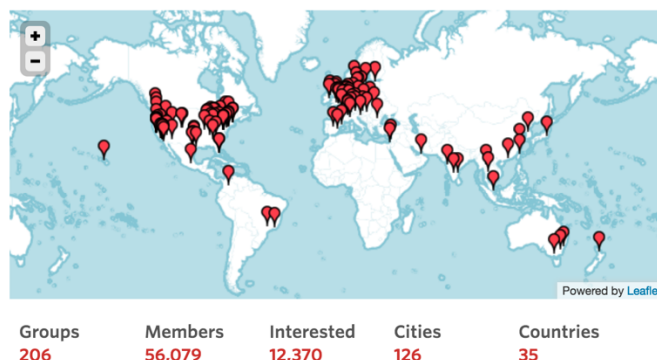 +
−
Powered by Leafle
Groups Members Interested Cities Countries
206 56,079 12,370 126 35